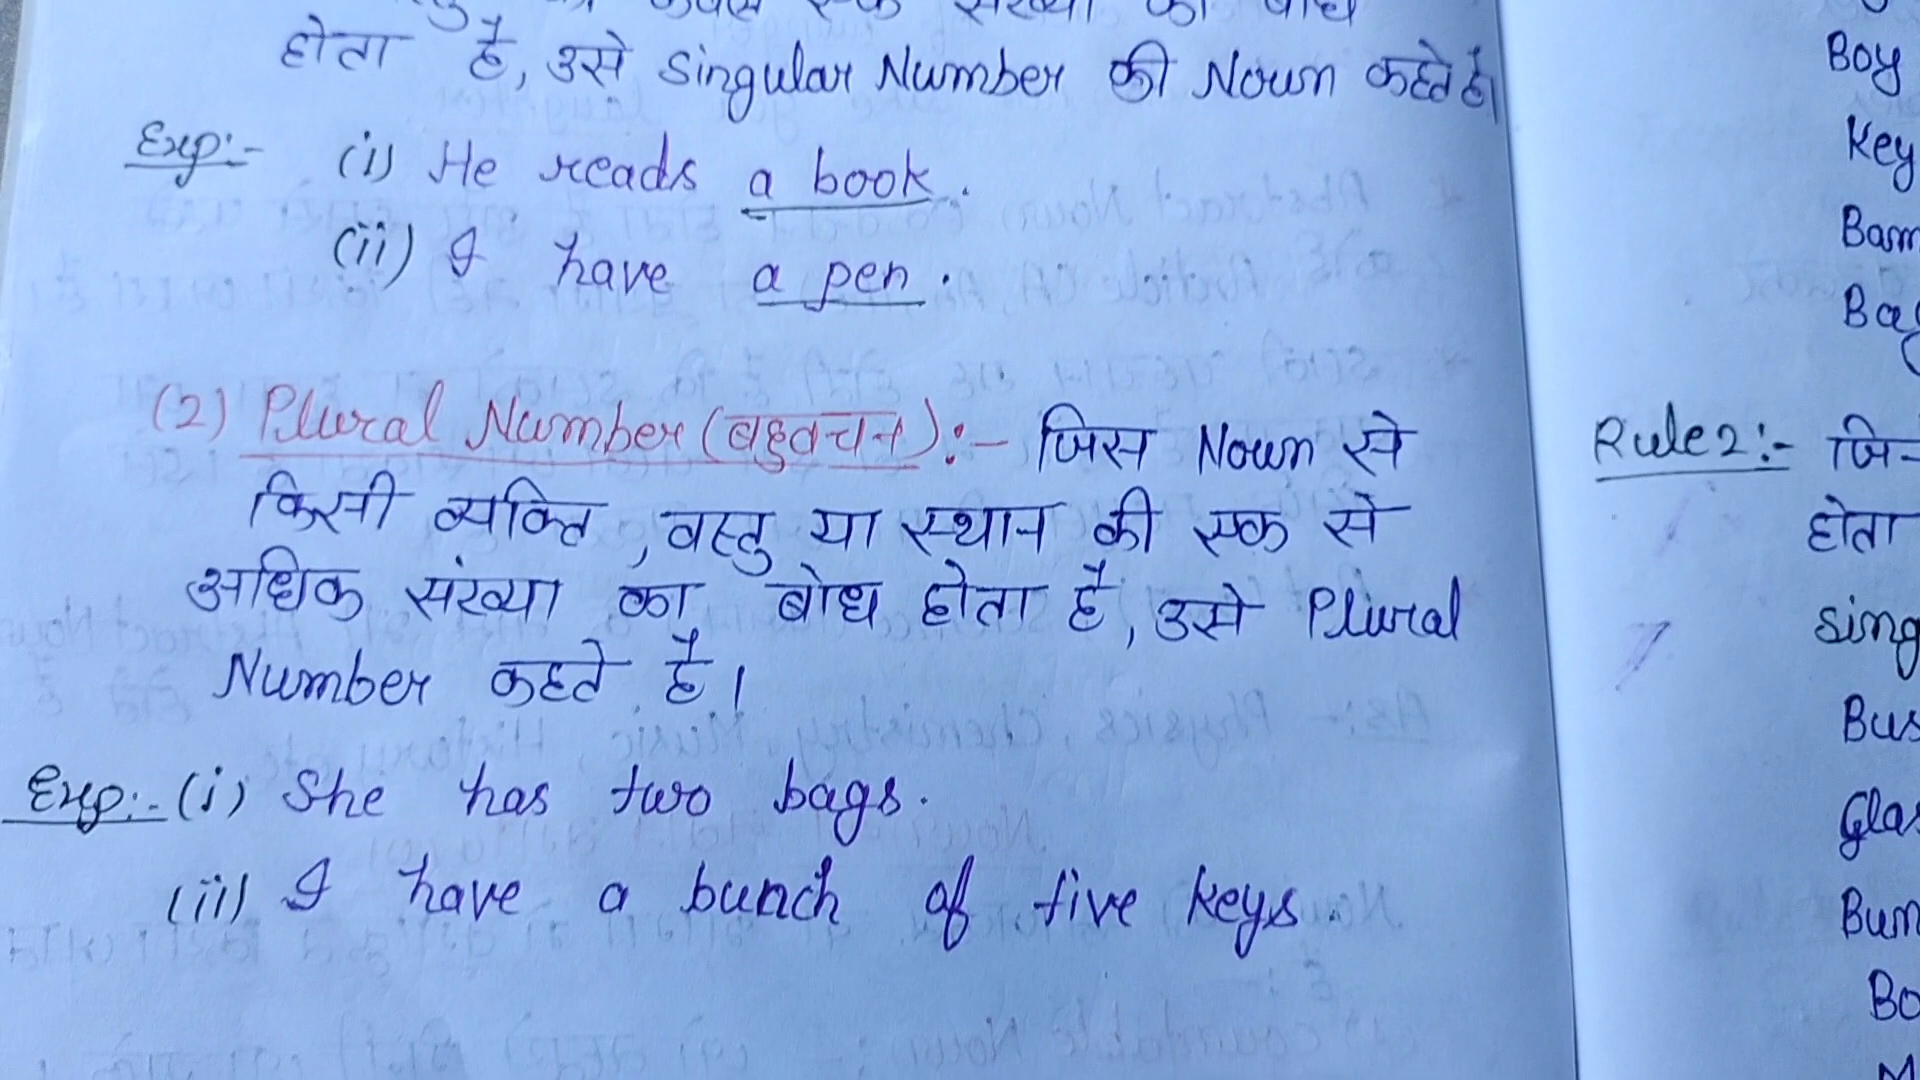 संख्या का बोध
होता है, उसे Singular Number की Noun कहते है।
Exp:- (i) He reads a book.
(ii) I have a pen.
(2) Plural Number (बहुवचन) :- जिस Noun से
किसी व्यक्ति, वस्तु या स्थान की एक से
अधिक संख्या का बोध होता है, उसे Plural
Number कहते है।
Exp:- (i) She has two bags.
(ii) I have a bunch of five keys.
Boy
Key
Rule 2:-
होता
Bus